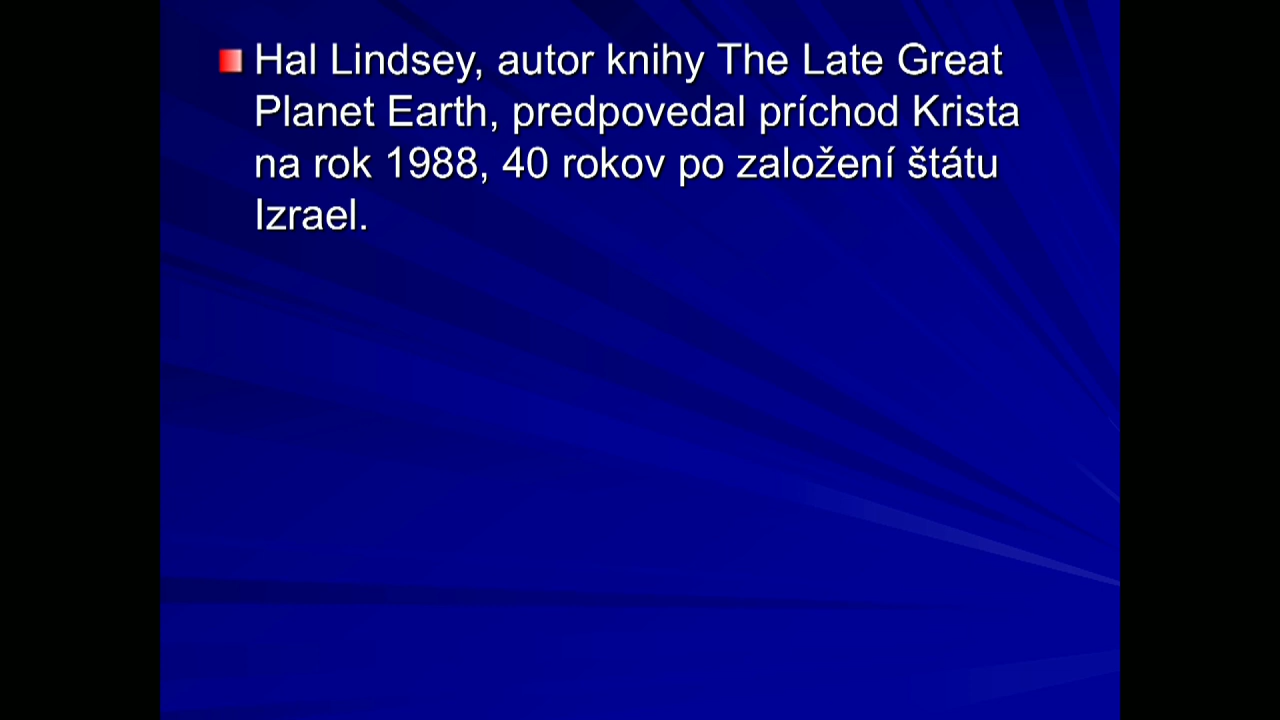 Hal Lindsey, autor knihy The Late Great
Planet Earth, predpovedal príchod Krista
na rok 1988, 40 rokov po založení štátu
Izrael.